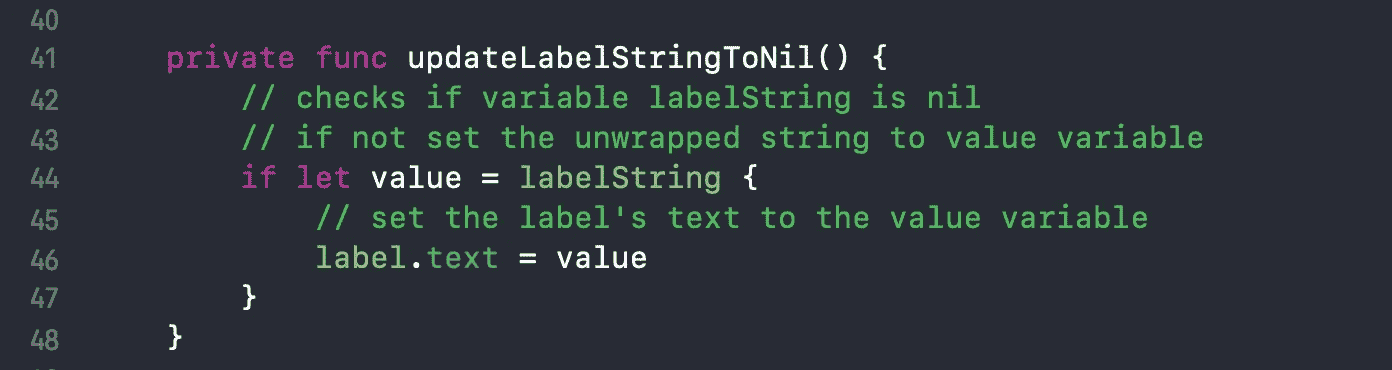 40
41 private func updateLabelStringToNil() {
42 // checks if variable labelString is nil
43 // if not set the unwrapped string to value variable
44 if let value = labelString {
45 // set the label's text to the value variable
46 label.text = value
47 }
48 }